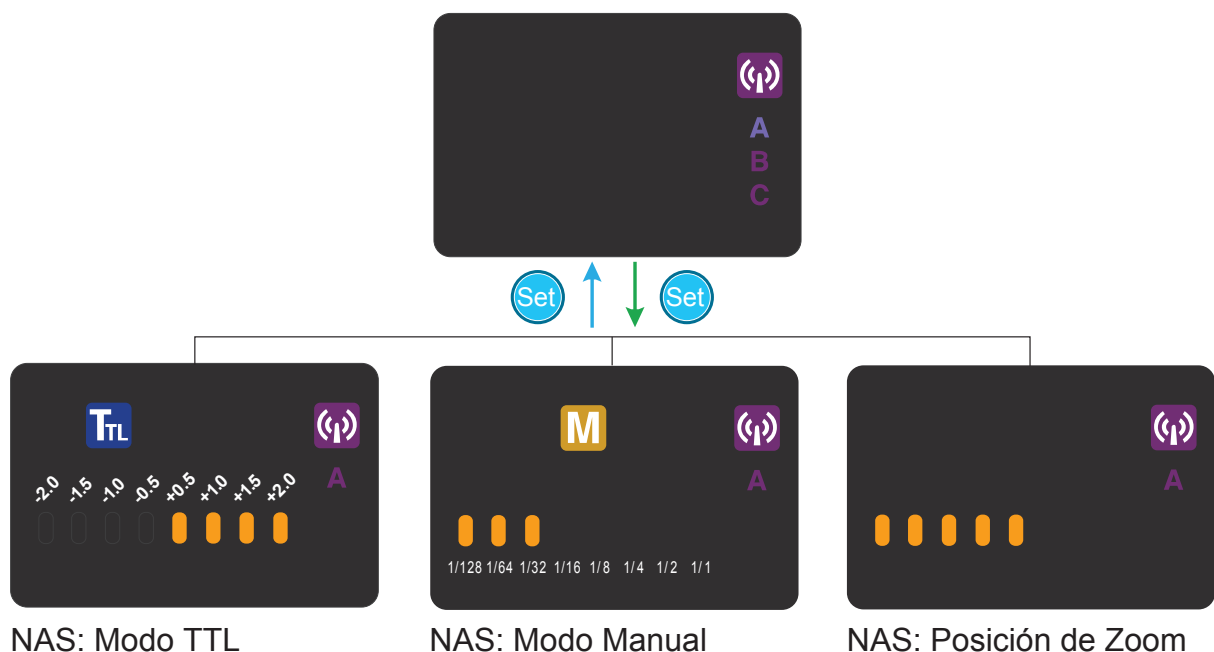 A
B
C
Set
Set
TTL
A
-2.0 -1.5 -1.0 -0.5 +0.5 +1.0 +1.5 +2.0
M
A
1/128 1/64 1/32 1/16 1/8 1/4 1/2 1/1
A
NAS: Modo TTL
NAS: Modo Manual
NAS: Posición de Zoom